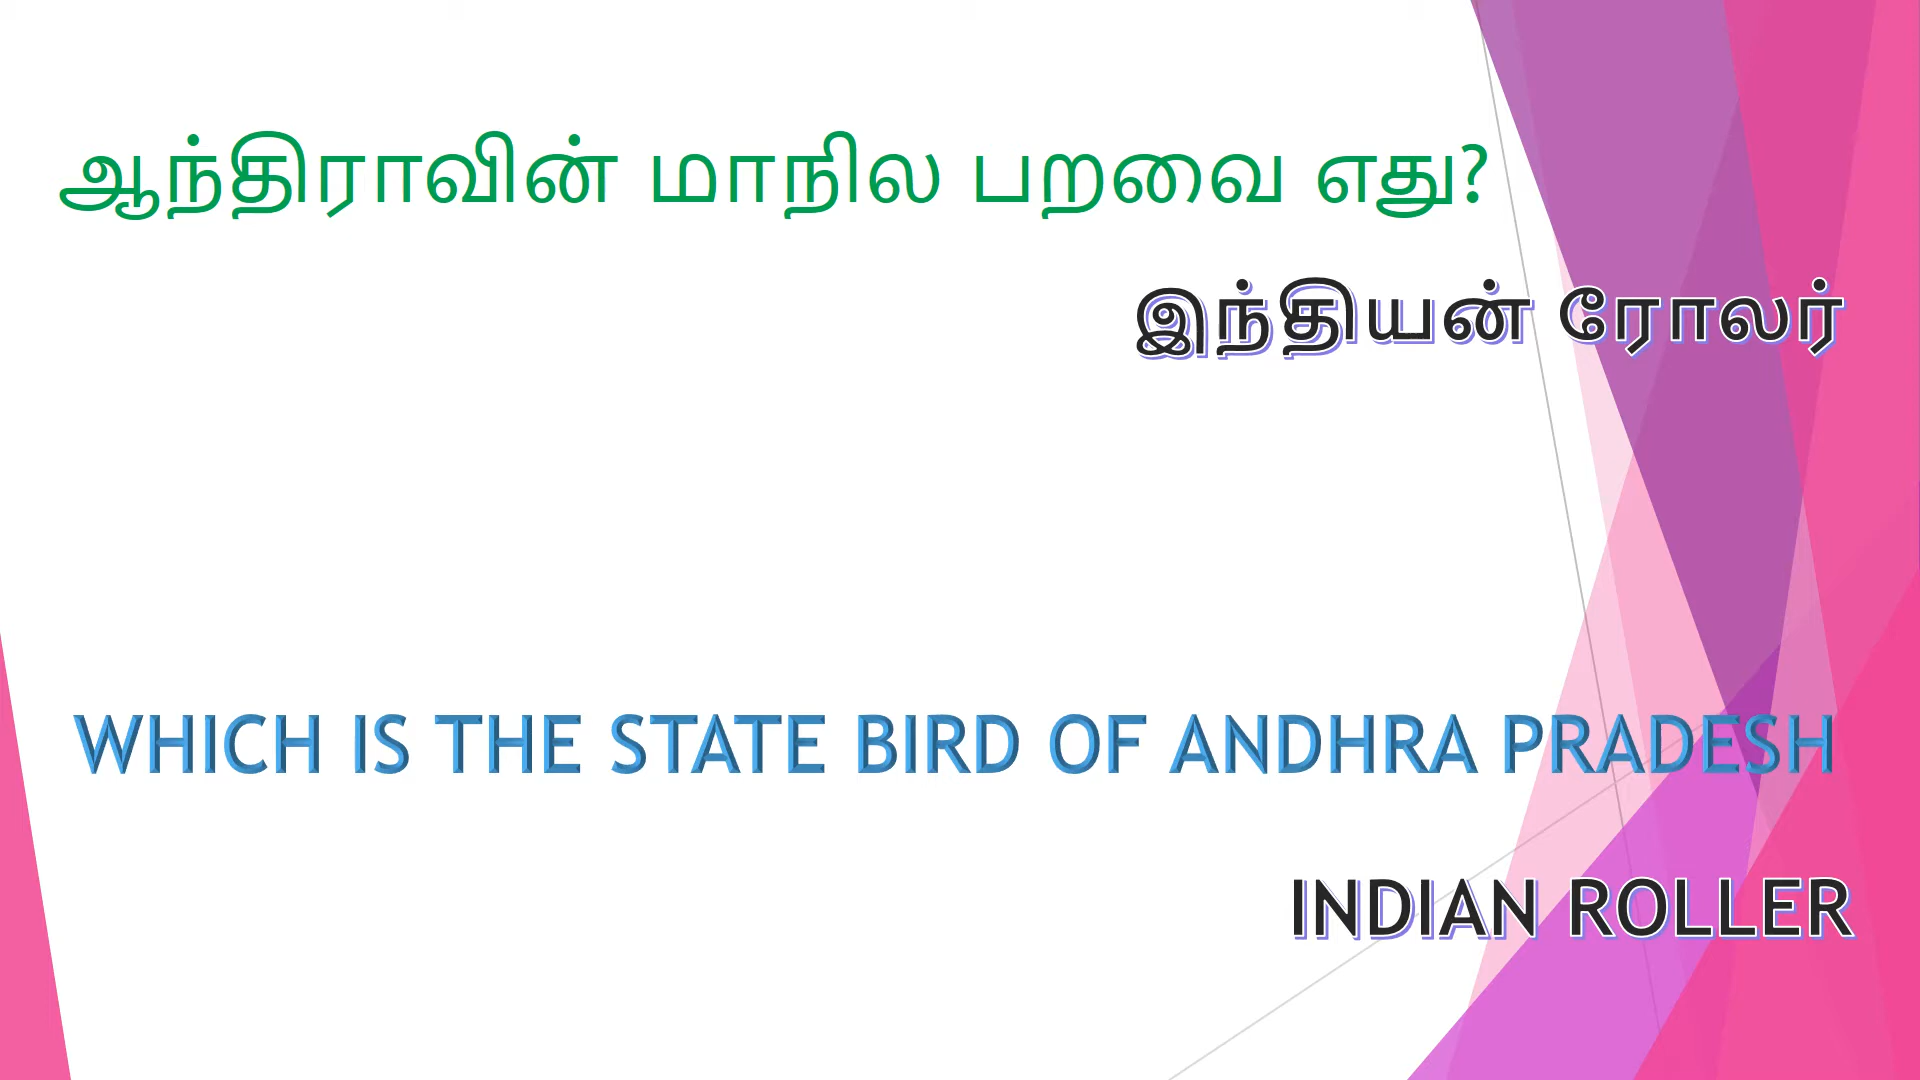 ஆந்திராவின் மாநில பறவை எது?
இந்தியன் ரோலர்
WHICH IS THE STATE BIRD OF ANDHRA PRADESH
INDIAN ROLLER